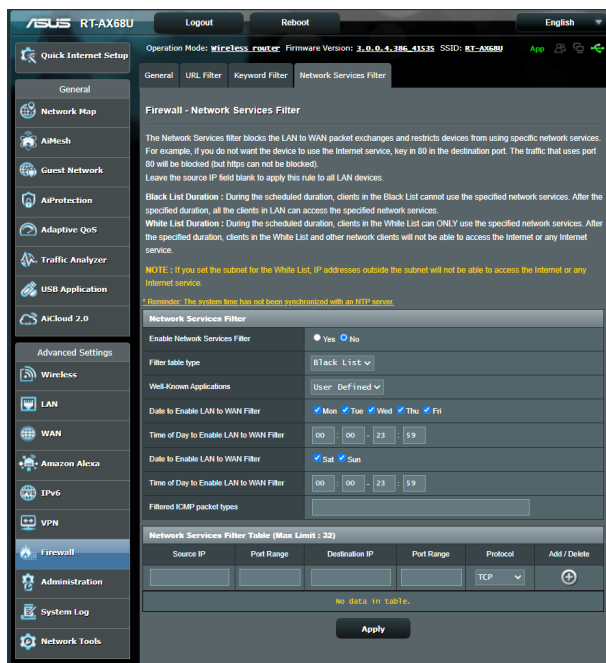 ASUS RT-AX68U
Logout
Reboot
English
Quick Internet Setup
General
Network Map
AiMesh
Guest Network
AiProtection
Adaptive QoS
Traffic Analyzer
USB Application
AiCloud 2.0
Advanced Settings
Wireless
LAN
WAN
Amazon Alexa
IPv6
VPN
Firewall
Administration
System Log
Network Tools
Operation Mode: Wireless router Firmware Version: 3.0.0.4.386_41535 SSID: RT-AX68U
App
General URL Filter Keyword Filter Network Services Filter
Firewall - Network Services Filter
The Network Services filter blocks the LAN to WAN packet exchanges and restricts devices from using specific network services.
For example, if you do not want the device to use the Internet service, key in 80 in the destination port. The traffic that uses port
80 will be blocked (but https can not be blocked).
Leave the source IP field blank to apply this rule to all LAN devices.
Black List Duration : During the scheduled duration, clients in the Black List cannot use the specified network services. After the
specified duration, all the clients in LAN can access the specified network services.
White List Duration : During the scheduled duration, clients in the White List can ONLY use the specified network services. After
the specified duration, clients in the White List and other network clients will not be able to access the Internet or any Internet
service.
NOTE : If you set the subnet for the White List, IP addresses outside the subnet will not be able to access the Internet or any
Internet service.
* Reminder: The system time has not been synchronized with an NTP server.
Network Services Filter
Enable Network Services Filter Yes No
Filter table type Black List
Well-Known Applications User Defined
Date to Enable LAN to WAN Filter Mon Tue Wed Thu Fri
Time of Day to Enable LAN to WAN Filter 00 : 00 - 23 : 59
Date to Enable LAN to WAN Filter Sat Sun
Time of Day to Enable LAN to WAN Filter 00 : 00 - 23 : 59
Filtered ICMP packet types
Network Services Filter Table (Max Limit : 32)
Source IP Port Range Destination IP Port Range Protocol Add / Delete
TCP
No data in table.
Apply